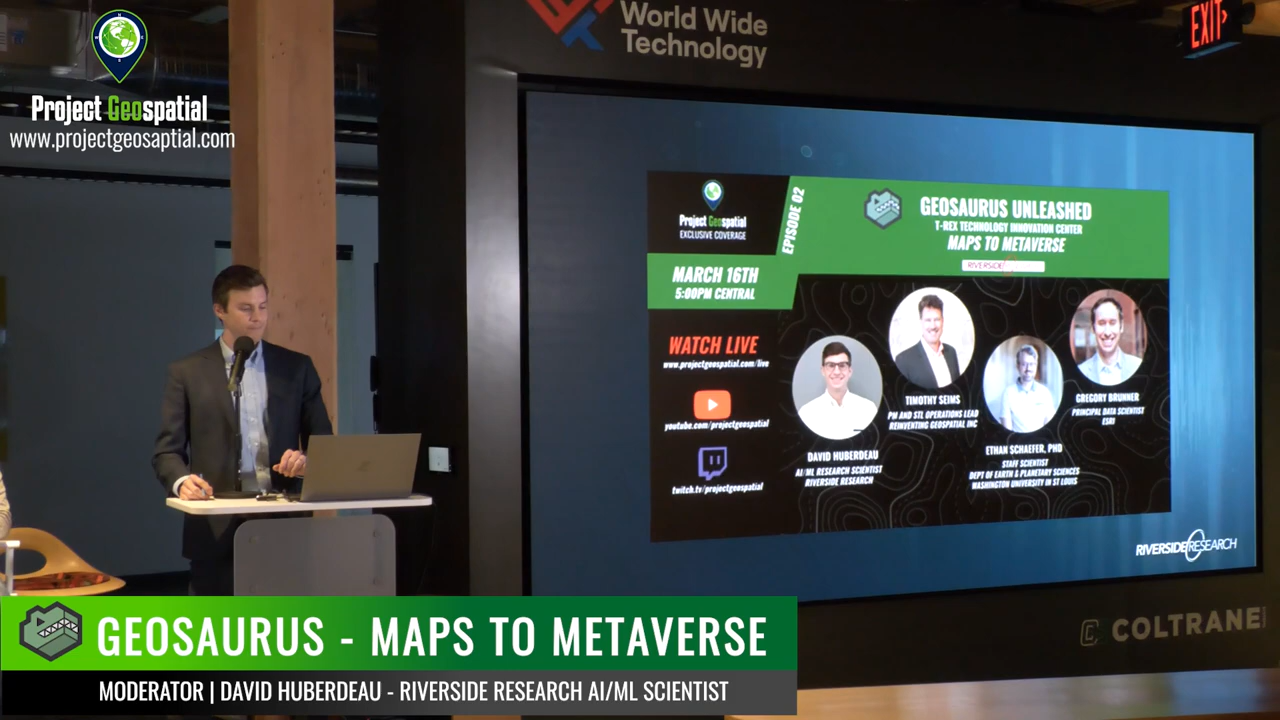 World Wide
Technology
EXIT
Project Geospatial
www.projectgeosaptial.com
Project Geospatial
EXCLUSIVE COVERAGE
EPISODE 02
GEOSAURUS UNLEASHED
T-REX TECHNOLOGY INNOVATION CENTER
MAPS TO METAVERSE
RIVERSIDE
MARCH 16TH
5:00PM CENTRAL
WATCH LIVE
www.projectgeospatial.com/live
youtube.com/projectgeospatial
twitch.tv/projectgeospatial
DAVID HUBERDEAU
AI/ML RESEARCH SCIENTIST
RIVERSIDE RESEARCH
TIMOTHY SEIMS
PM AND STL OPERATIONS LEAD
REINVENTING GEOSPATIAL INC
ETHAN SCHAEFER, PHD
STAFF SCIENTIST
DEPT OF EARTH & PLANETARY SCIENCES
WASHINGTON UNIVERSITY IN ST LOUIS
GREGORY BRUNNER
PRINCIPAL DATA SCIENTIST
ESRI
RIVERSIDE RESEARCH
COLTRANE
GEOSAURUS - MAPS TO METAVERSE
MODERATOR | DAVID HUBERDEAU - RIVERSIDE RESEARCH AI/ML SCIENTIST